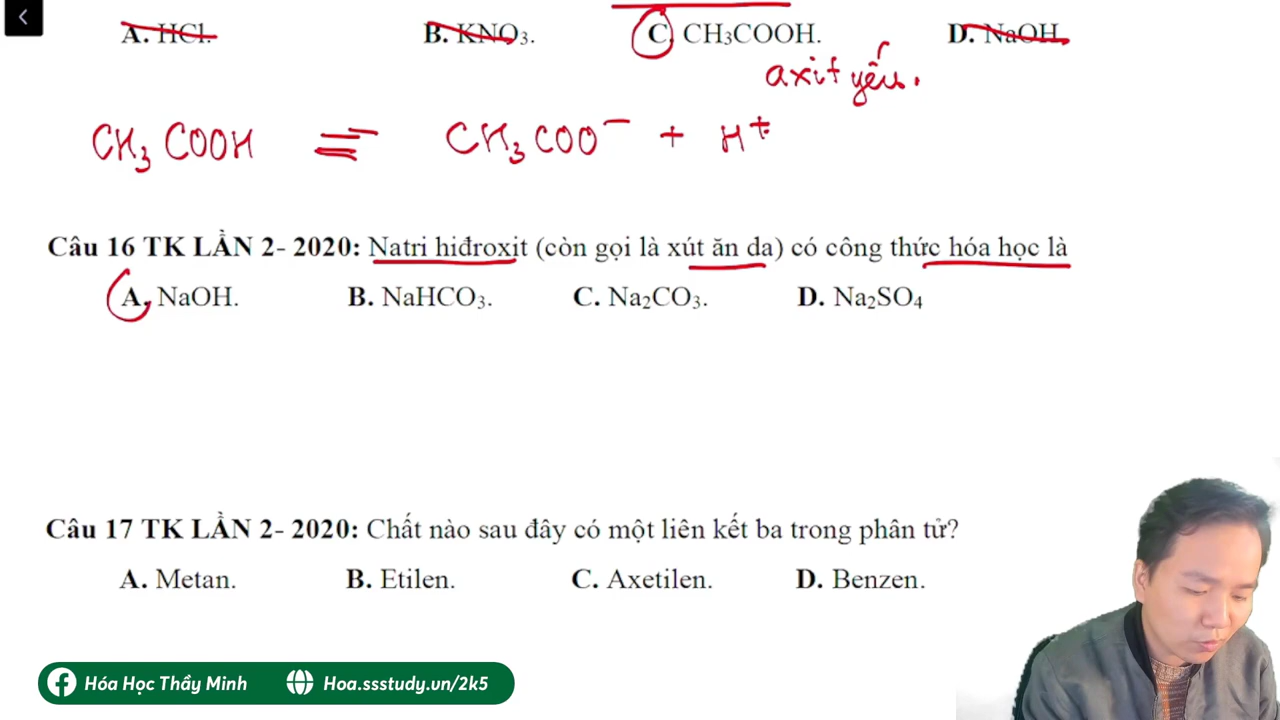 A. HCl. B. KNO₃. C. CH₃COOH. D. NaOH.
axit yếu.
CH₃COOH ⇌ CH₃COO⁻ + H⁺
Câu 16 TK LẦN 2- 2020: Natri hiđroxit (còn gọi là xút ăn da) có công thức hóa học là
A. NaOH. B. NaHCO₃. C. Na₂CO₃. D. Na₂SO₄
Câu 17 TK LẦN 2- 2020: Chất nào sau đây có một liên kết ba trong phân tử?
A. Metan. B. Etilen. C. Axetilen. D. Benzen.
Hóa Học Thầy Minh Hoa.ssstudy.vn/2k5